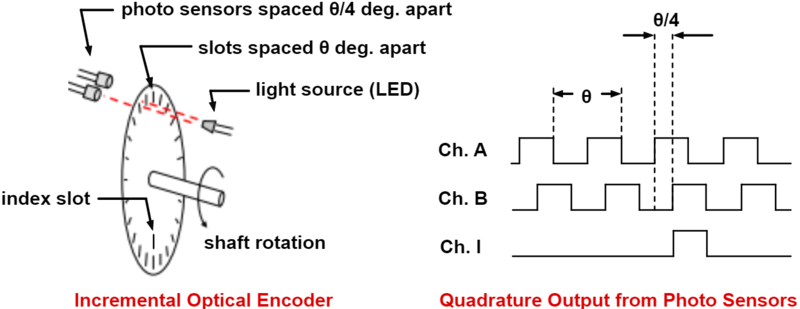 photo sensors spaced θ/4 deg. apart
slots spaced θ deg. apart
light source (LED)
index slot
shaft rotation
Incremental Optical Encoder
θ/4
θ
Ch. A
Ch. B
Ch. I
Quadrature Output from Photo Sensors